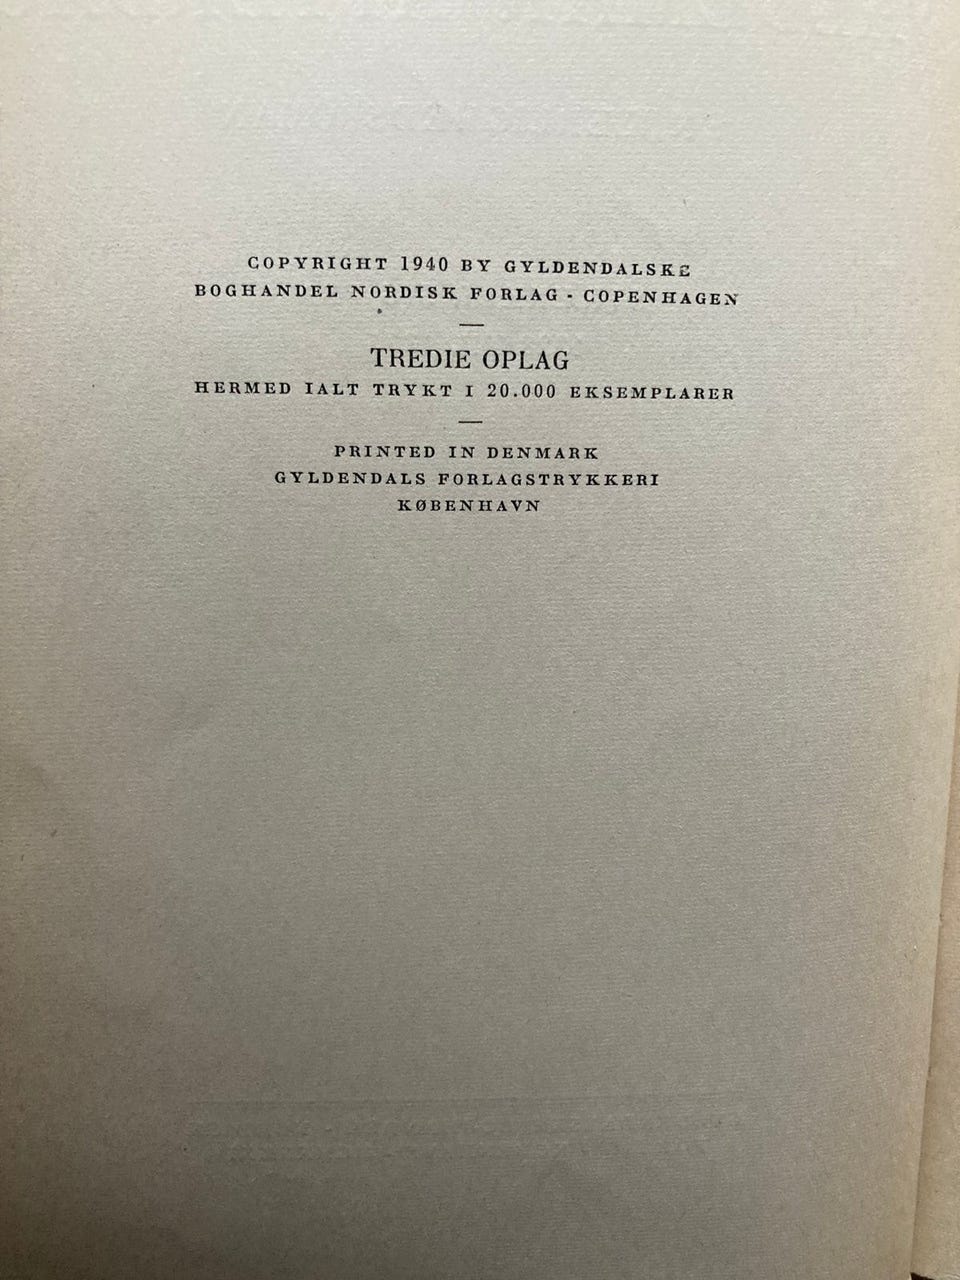 COPYRIGHT 1940 BY GYLDENDALSKE
BOGHANDEL NORDISK FORLAG - COPENHAGEN
TREDIE OPLAG
HERMED IALT TRYKT I 20.000 EKSEMPLARER
PRINTED IN DENMARK
GYLDENDALS FORLAGSTRYKKERI
KØBENHAVN